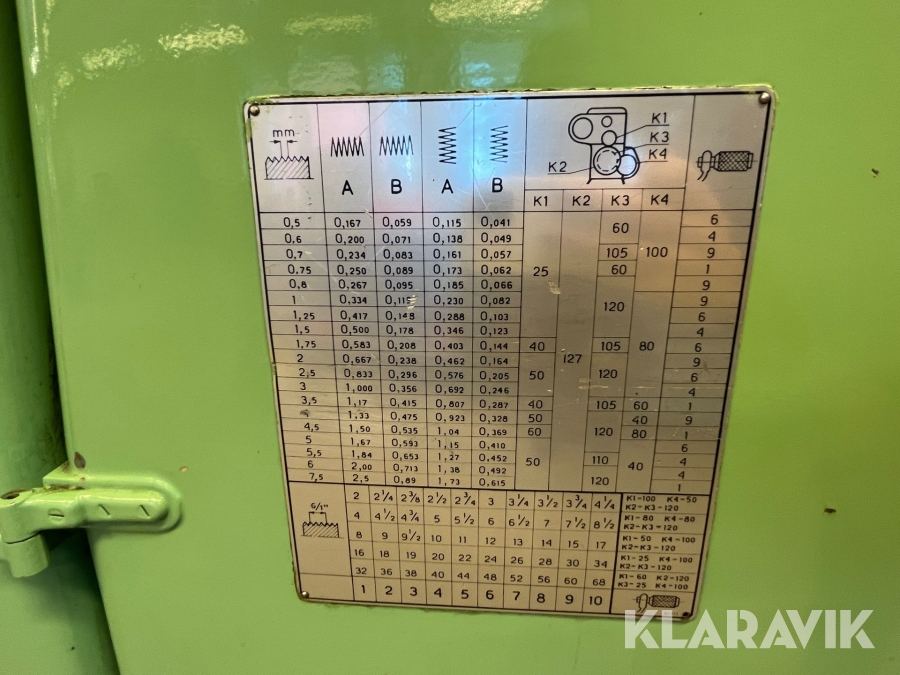 mm A B A B K1 K3 K4 K2
K1 K2 K3 K4
0,5 0,167 0,059 0,115 0,041 25 127 60 100 6
0,6 0,200 0,071 0,138 0,049 4
0,7 0,234 0,083 0,161 0,057 105 9
0,75 0,250 0,089 0,173 0,062 60 1
0,8 0,267 0,095 0,185 0,066 120 80 9
1 0,334 0,119 0,230 0,082 9
1,25 0,417 0,148 0,288 0,103 6
1,5 0,500 0,178 0,346 0,123 4
1,75 0,583 0,208 0,403 0,144 40 105 6
2 0,667 0,238 0,462 0,164 50 120 9
2,5 0,833 0,296 0,576 0,205 6
3 1,000 0,356 0,692 0,246 4
3,5 1,17 0,415 0,807 0,287 40 105 60 1
4 1,33 0,475 0,923 0,328 50 120 40 9
4,5 1,50 0,535 1,04 0,369 60 80 1
5 1,67 0,593 1,15 0,410 50 40 6
5,5 1,84 0,653 1,27 0,452 110 4
6 2,00 0,713 1,38 0,492 120 4
7,5 2,5 0,89 1,73 0,615 1
G/1" 2 2¼ 2⅜ 2½ 2¾ 3 3¼ 3½ 3¾ 4¼ K1-100 K4-50
K2-K3-120
4 4½ 4¾ 5 5½ 6 6½ 7 7½ 8½ K1-80 K4-80
K2-K3-120
8 9 9½ 10 11 12 13 14 15 17 K1-50 K4-100
K2-K3-120
16 18 19 20 22 24 26 28 30 34 K1-25 K4-100
K2-K3-120
32 36 38 40 44 48 52 56 60 68 K1-60 K2-120
K3-25 K4-100
1 2 3 4 5 6 7 8 9 10
KLARAVIK